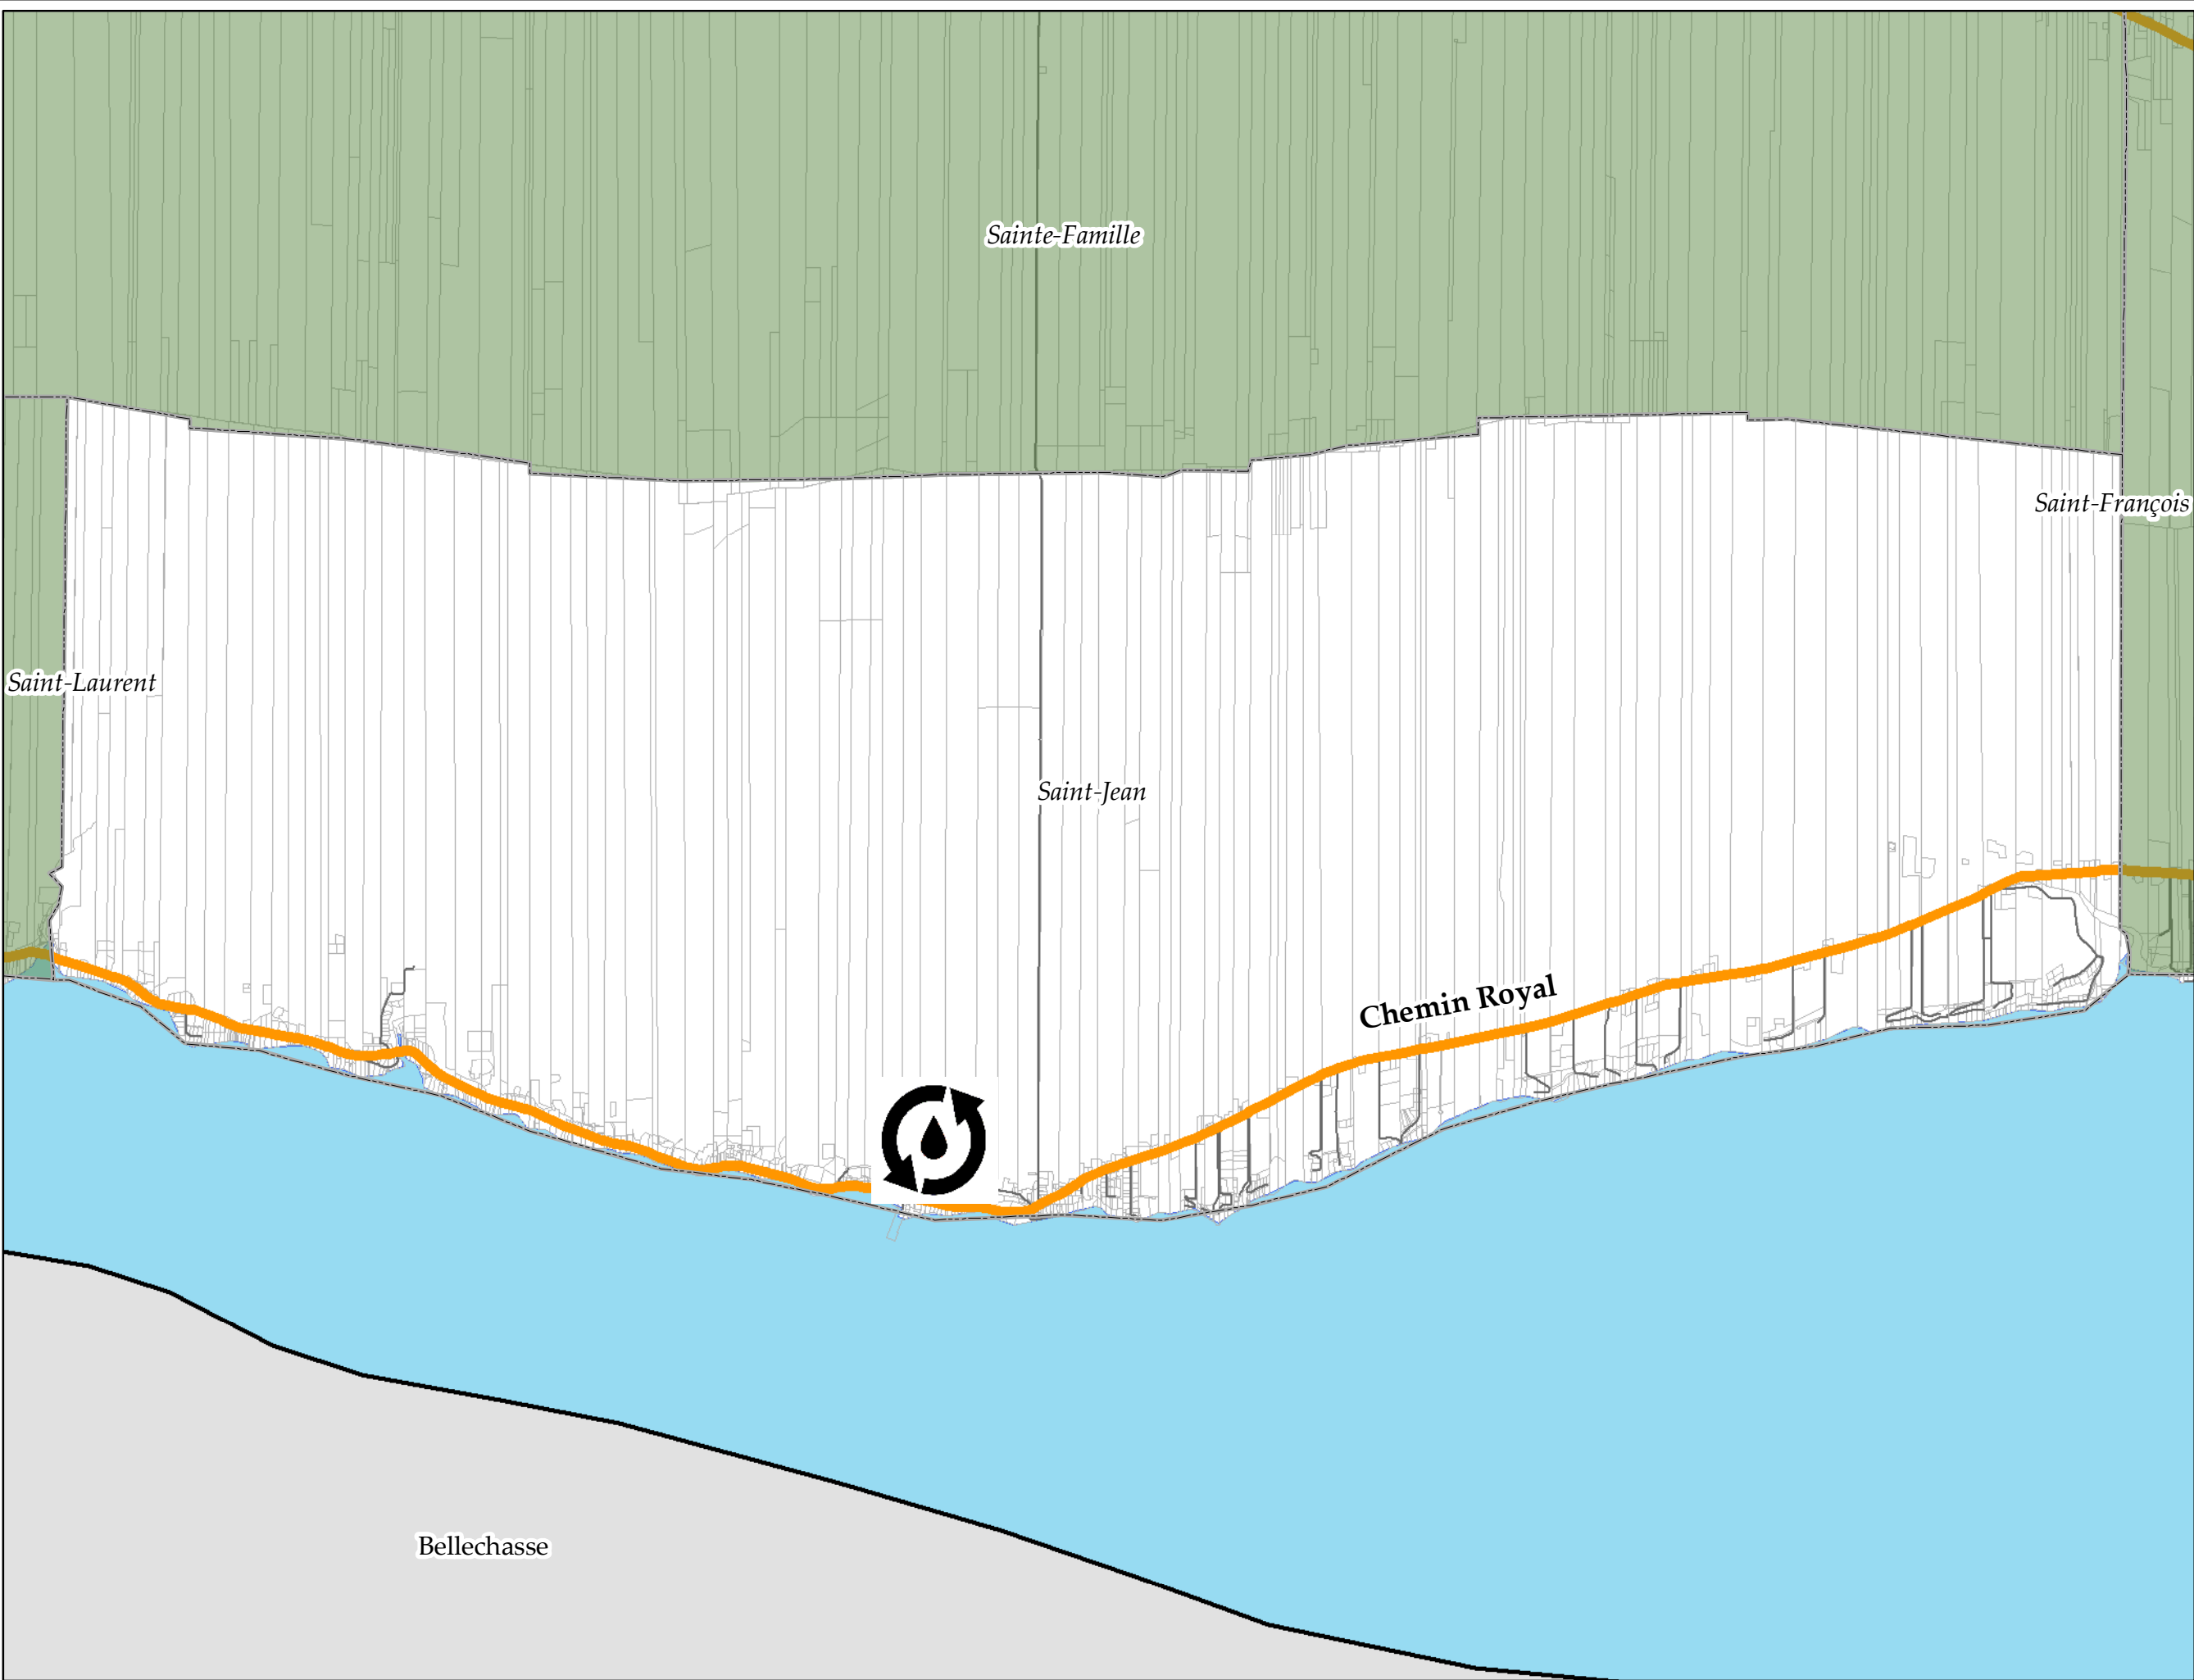 Sainte-Famille
Saint-François
Saint-Laurent
Saint-Jean
Chemin Royal
Bellechasse